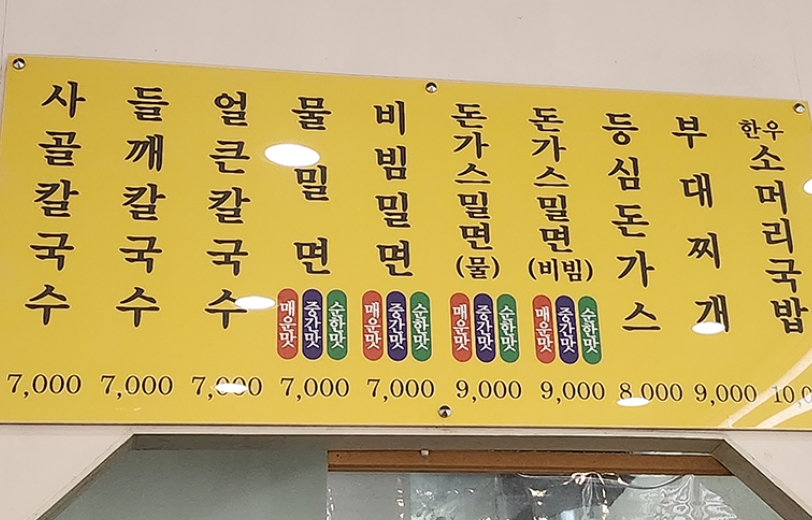 사골칼국수
7,000
들깨칼국수
7,000
얼큰칼국수
7,000
물밀면
매운맛
중간맛
순한맛
7,000
비빔밀면
매운맛
중간맛
순한맛
7,000
돈가스밀면
(물)
매운맛
중간맛
순한맛
9,000
돈가스밀면
(비빔)
매운맛
중간맛
순한맛
9,000
등심돈가스
8,000
부대찌개
9,000
한우
소머리국밥